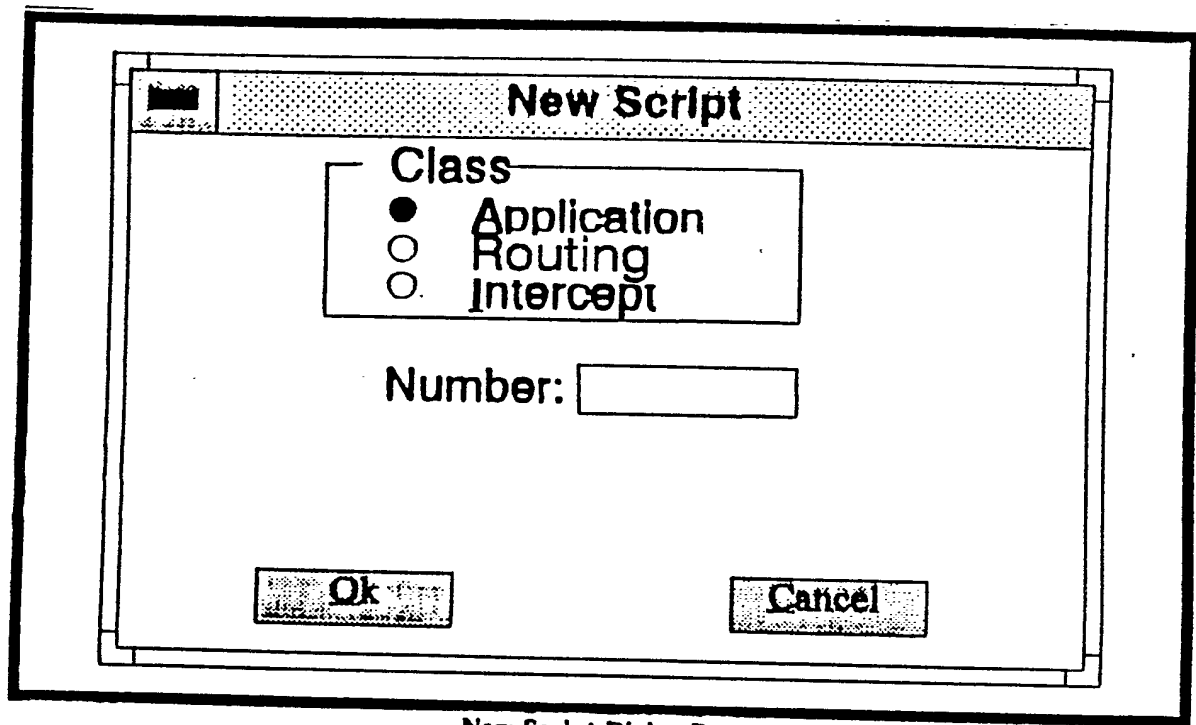 New Script
Class
Application
Routing
Intercept
Number:
Ok
Cancel